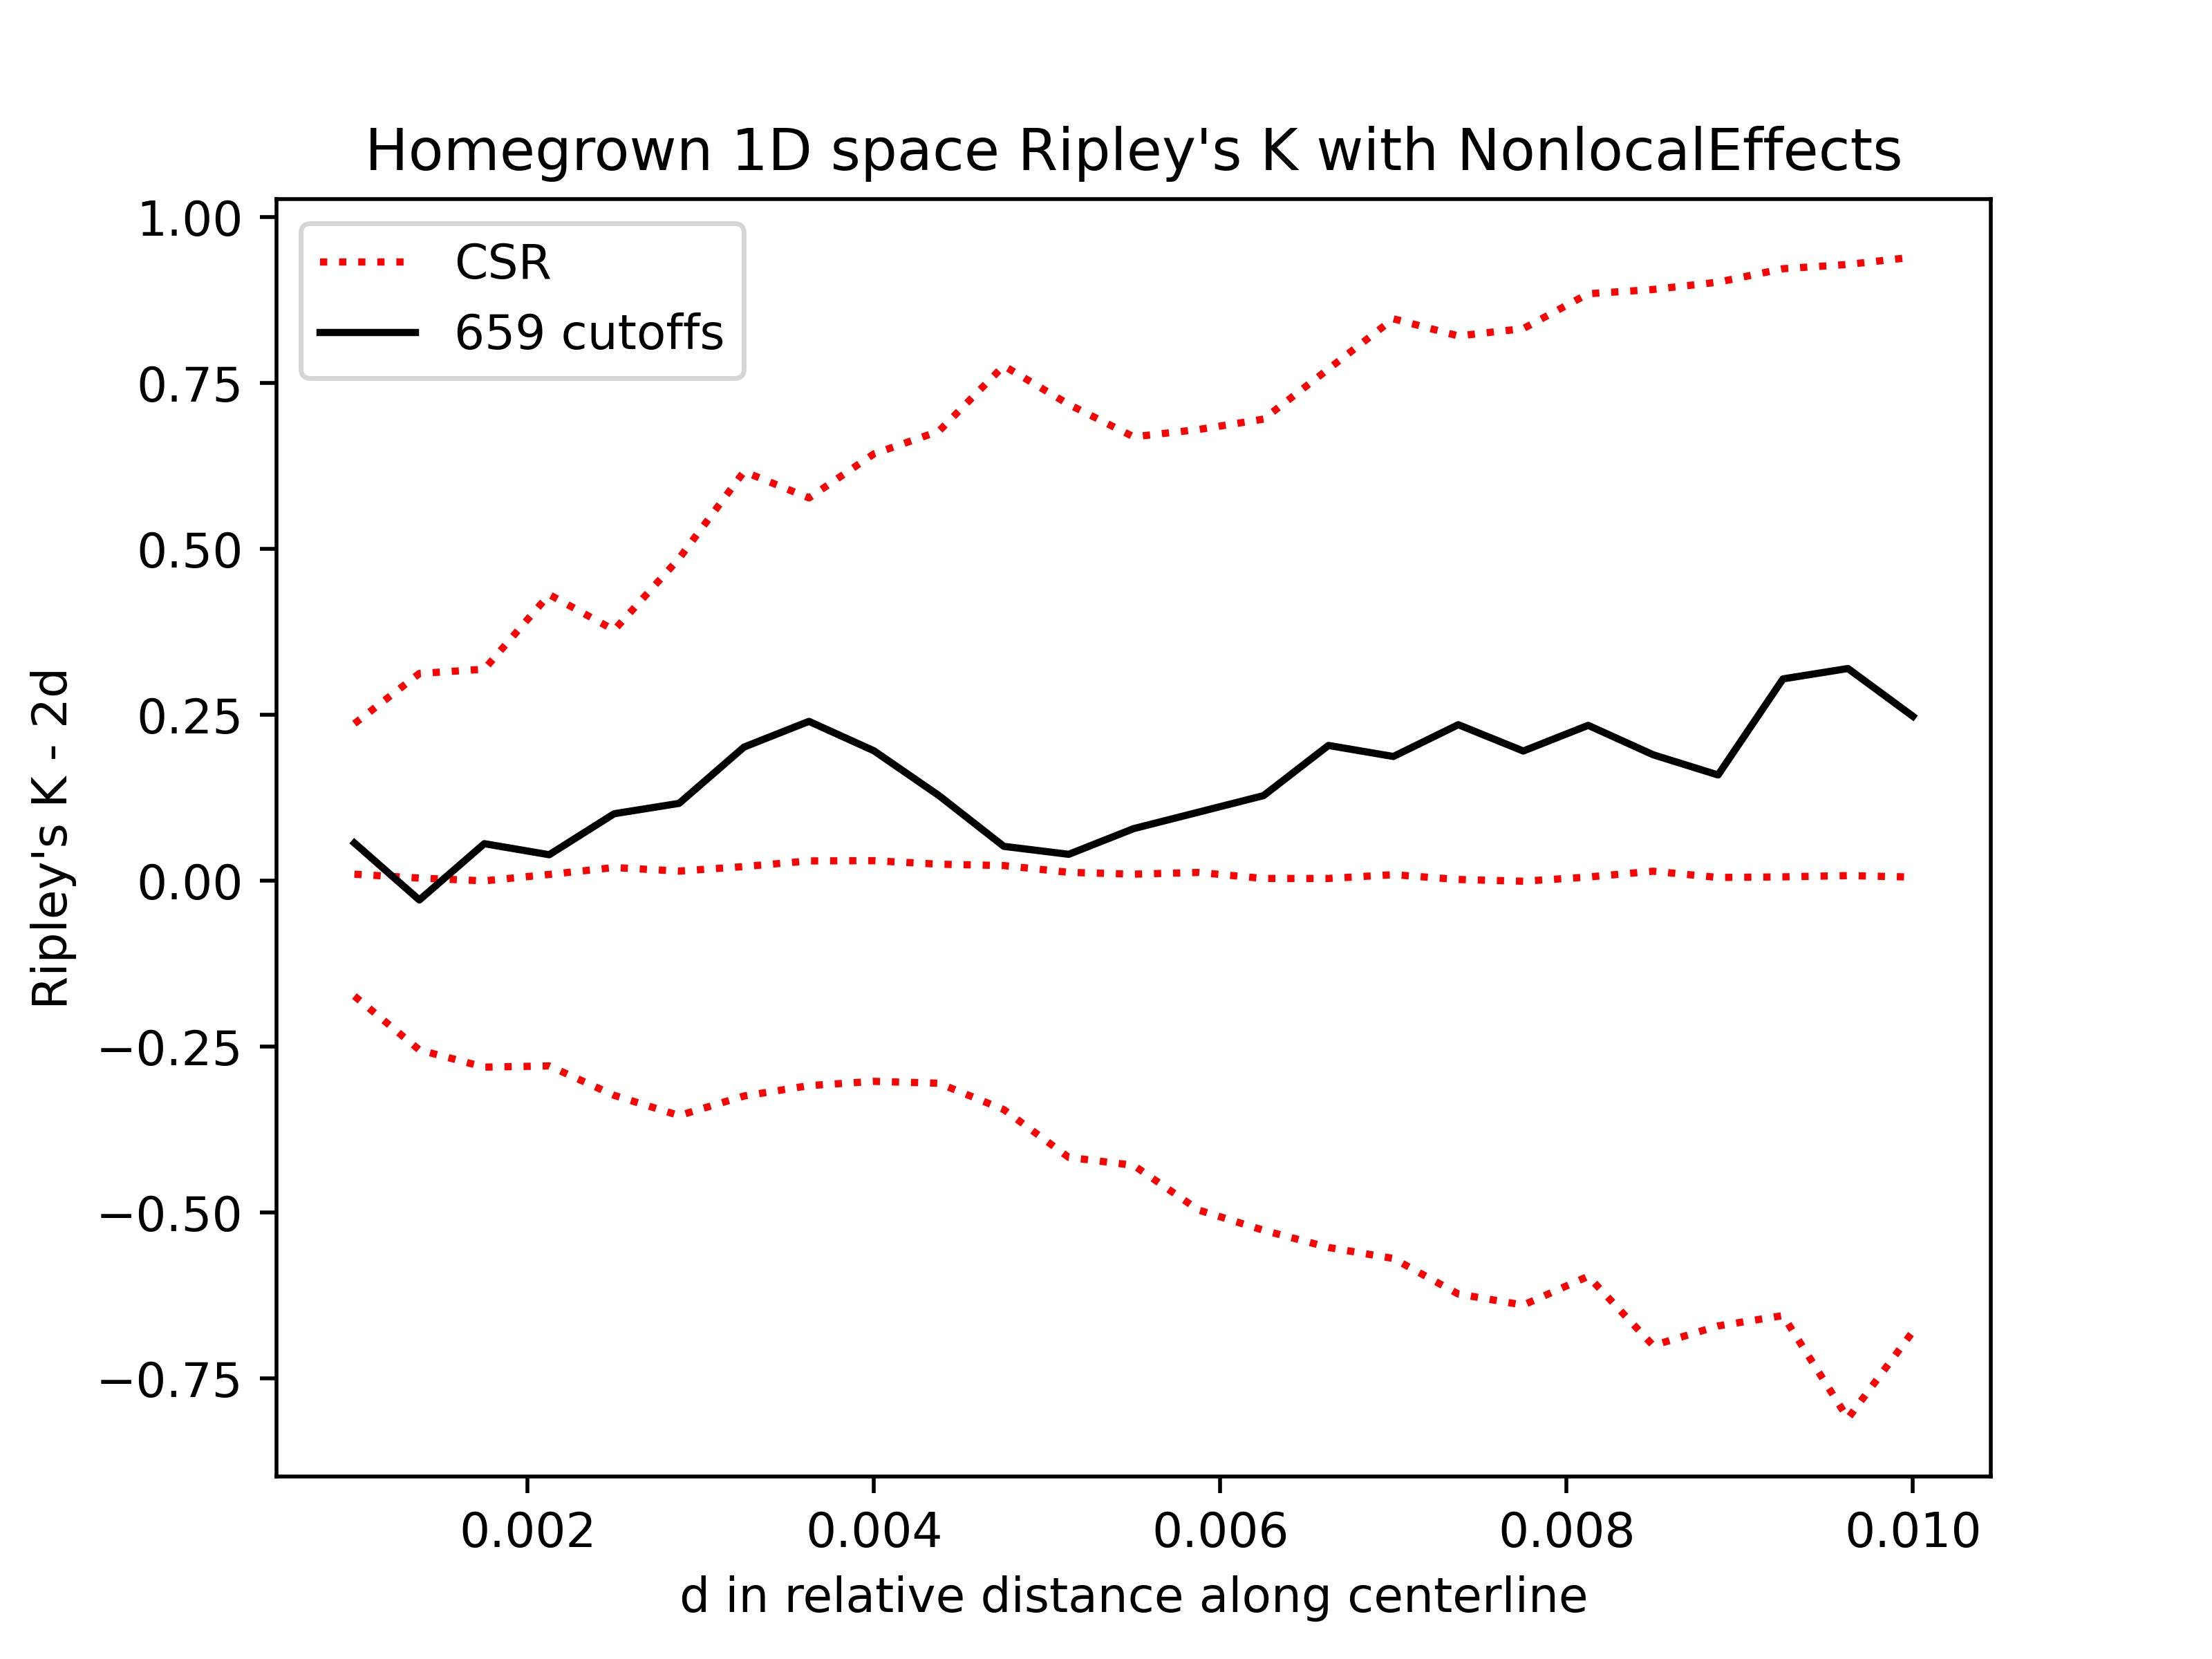 Homegrown 1D space Ripley's K with NonlocalEffects
CSR
659 cutoffs
Ripley's K - 2d
1.00
0.75
0.50
0.25
0.00
−0.25
−0.50
−0.75
0.002 0.004 0.006 0.008 0.010
d in relative distance along centerline